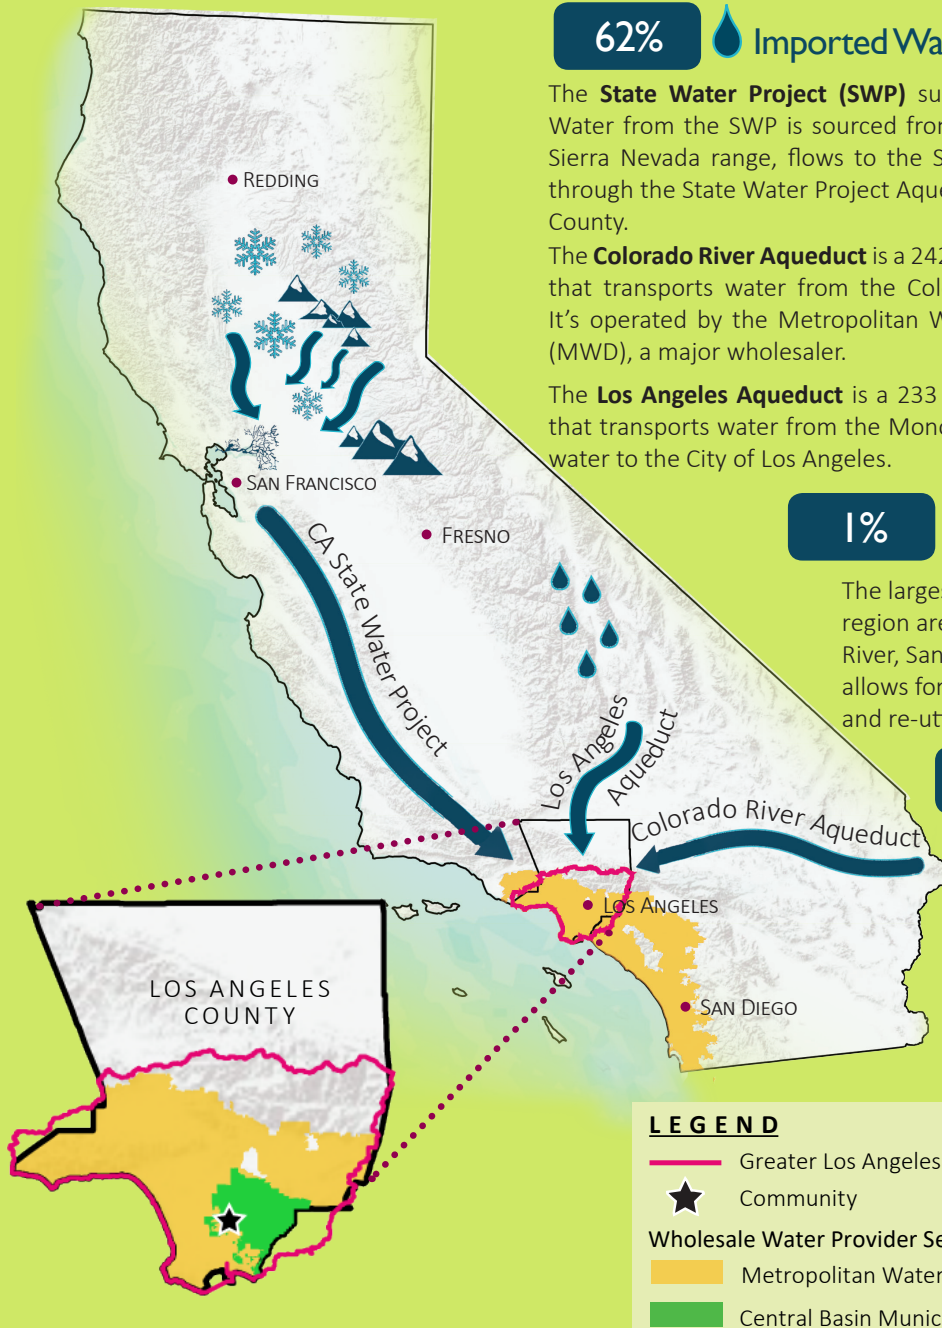 62%
Imported Wa
The State Water Project (SWP) su
Water from the SWP is sourced from
Sierra Nevada range, flows to the S
through the State Water Project Aque
County.
The Colorado River Aqueduct is a 242
that transports water from the Col
It’s operated by the Metropolitan W
(MWD), a major wholesaler.
The Los Angeles Aqueduct is a 233
that transports water from the Mono
water to the City of Los Angeles.
1%
The larges
region are
River, San
allows for
and re-ut
REDDING
SAN FRANCISCO
FRESNO
CA State Water Project
Los Angeles
Aqueduct
Colorado River Aqueduct
LOS ANGELES
SAN DIEGO
LOS ANGELES
COUNTY
LEGEND
Greater Los Angeles
Community
Wholesale Water Provider Se
Metropolitan Water
Central Basin Munic